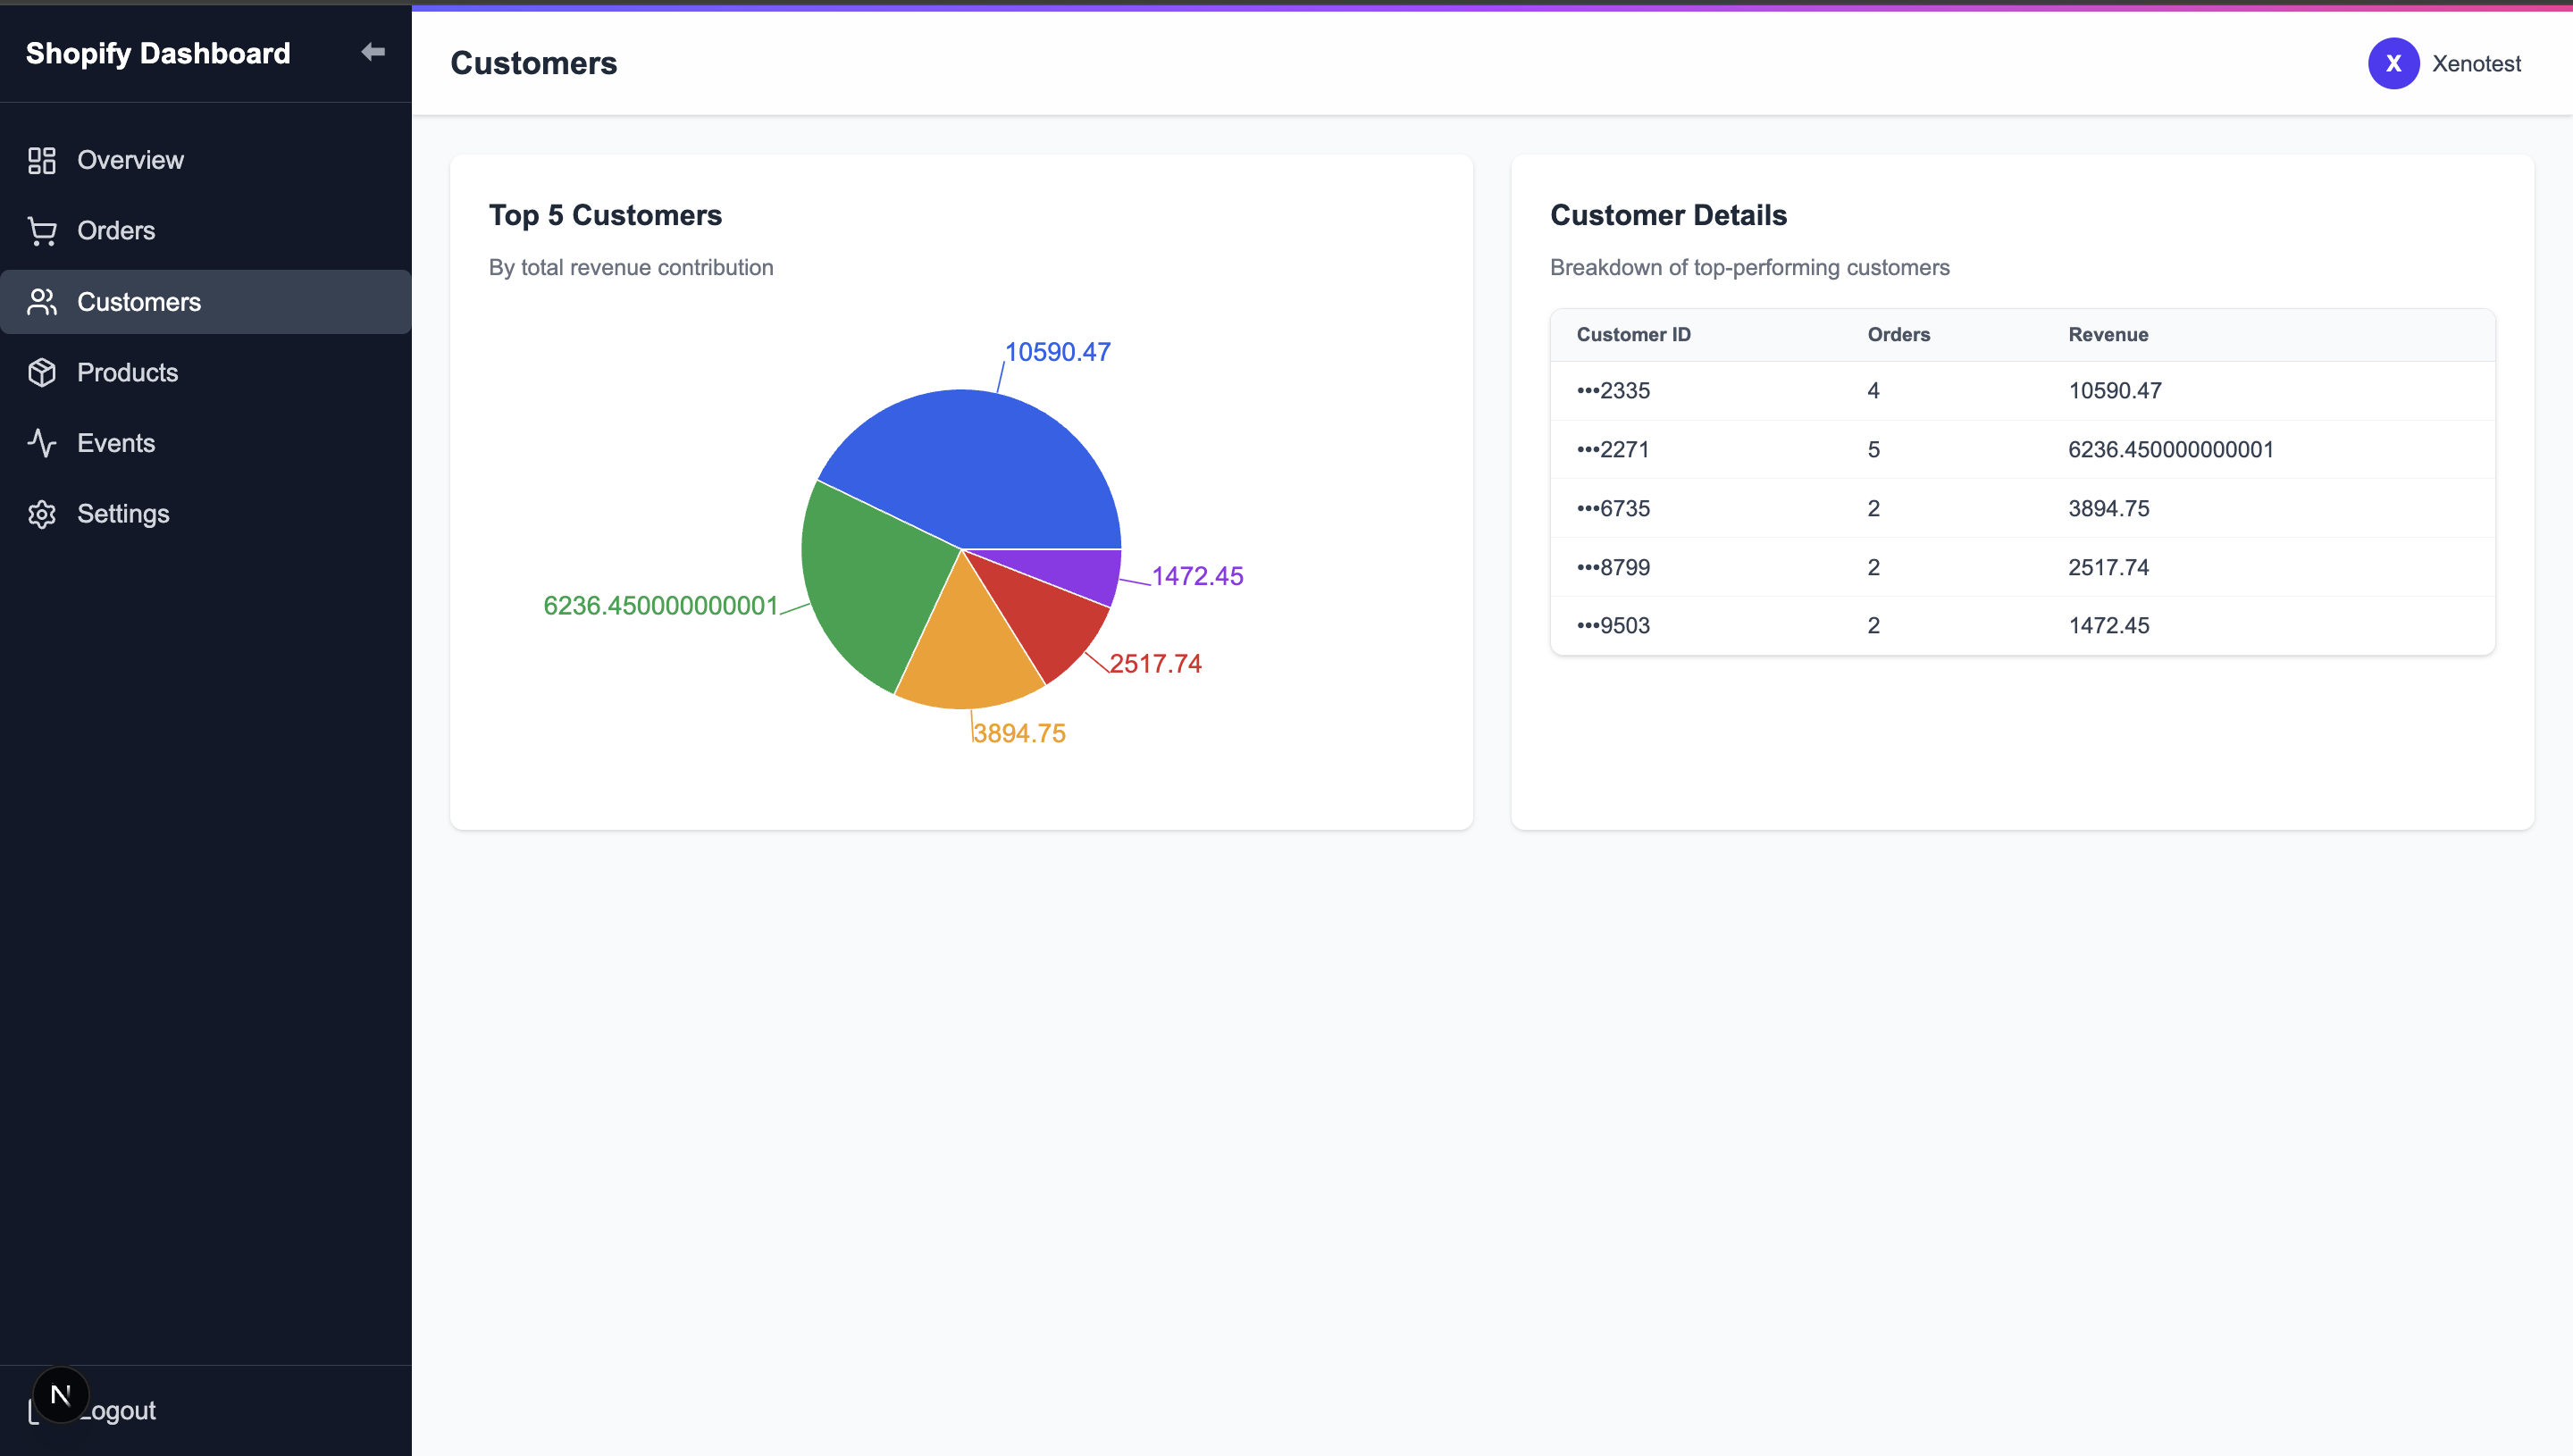 Shopify Dashboard
Overview
Orders
Customers
Products
Events
Settings
N
Logout
Customers
X Xenotest
Top 5 Customers
By total revenue contribution
10590.47
1472.45
6236.450000000001
2517.74
3894.75
Customer Details
Breakdown of top-performing customers
Customer ID Orders Revenue
•••2335 4 10590.47
•••2271 5 6236.450000000001
•••6735 2 3894.75
•••8799 2 2517.74
•••9503 2 1472.45